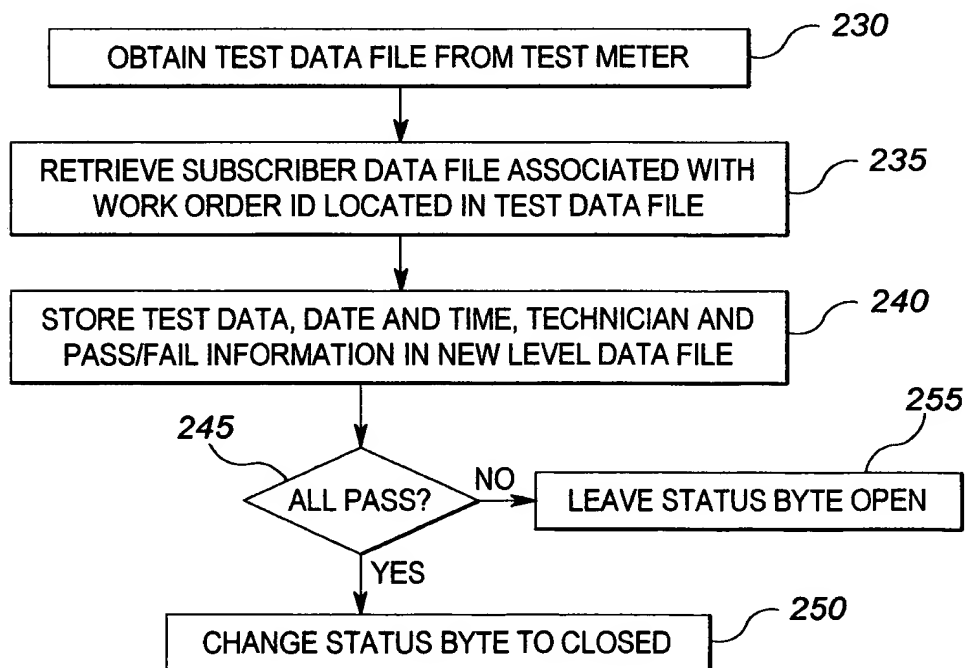 230
OBTAIN TEST DATA FILE FROM TEST METER
235
RETRIEVE SUBSCRIBER DATA FILE ASSOCIATED WITH
WORK ORDER ID LOCATED IN TEST DATA FILE
240
STORE TEST DATA, DATE AND TIME, TECHNICIAN AND
PASS/FAIL INFORMATION IN NEW LEVEL DATA FILE
245
ALL PASS?
NO
255
LEAVE STATUS BYTE OPEN
YES
250
CHANGE STATUS BYTE TO CLOSED